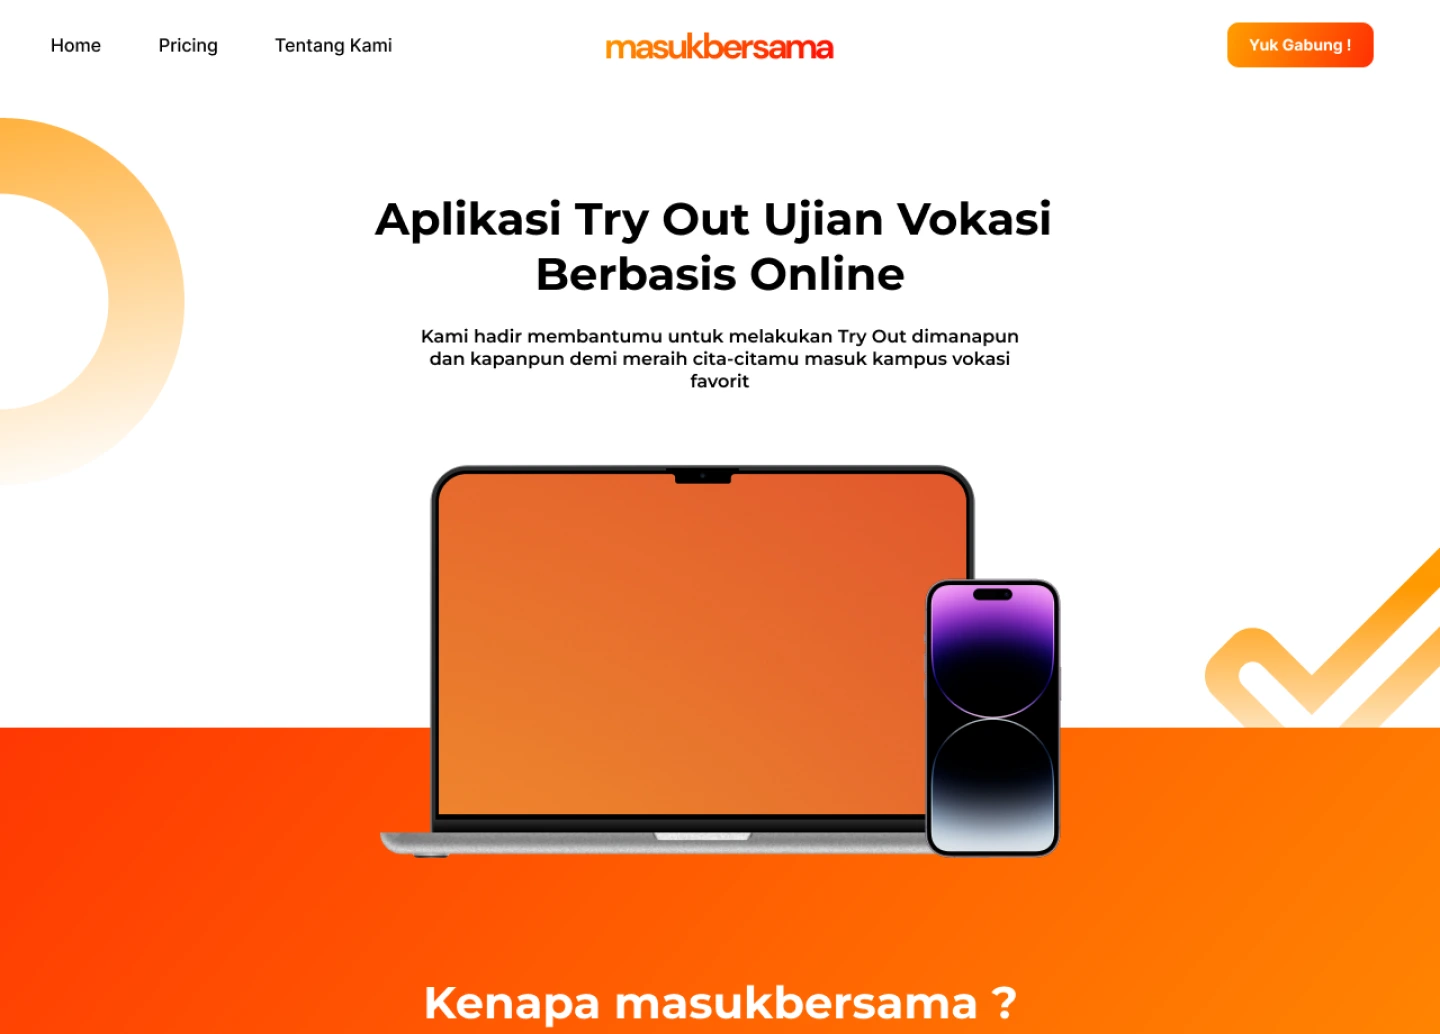 Home
Pricing
Tentang Kami
masukbersama
Yuk Gabung !
Aplikasi Try Out Ujian Vokasi
Berbasis Online
Kami hadir membantumu untuk melakukan Try Out dimanapun
dan kapanpun demi meraih cita-citamu masuk kampus vokasi
favorit
Kenapa masukbersama ?